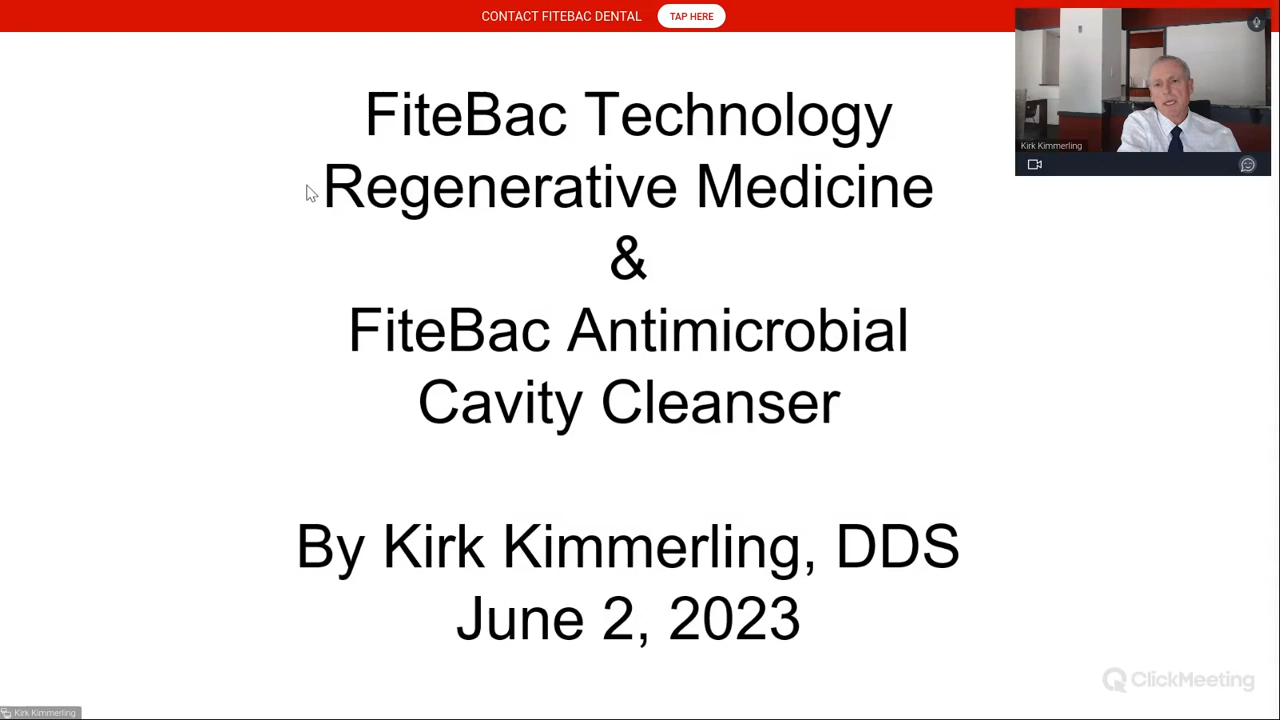 CONTACT FITEBAC DENTAL TAP HERE
Kirk Kimmerling
FiteBac Technology
Regenerative Medicine
&
FiteBac Antimicrobial
Cavity Cleanser
By Kirk Kimmerling, DDS
June 2, 2023
ClickMeeting
Kirk Kimmerling